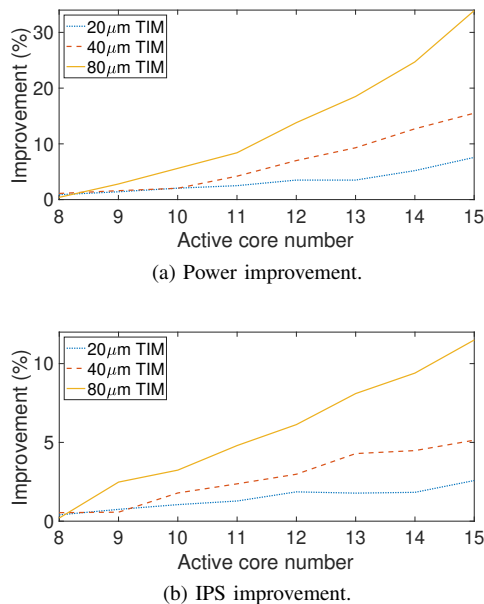 30
20
10
0
Improvement (%)
20μm TIM
40μm TIM
80μm TIM
8 9 10 11 12 13 14 15
Active core number
(a) Power improvement.
10
5
0
Improvement (%)
20μm TIM
40μm TIM
80μm TIM
8 9 10 11 12 13 14 15
Active core number
(b) IPS improvement.